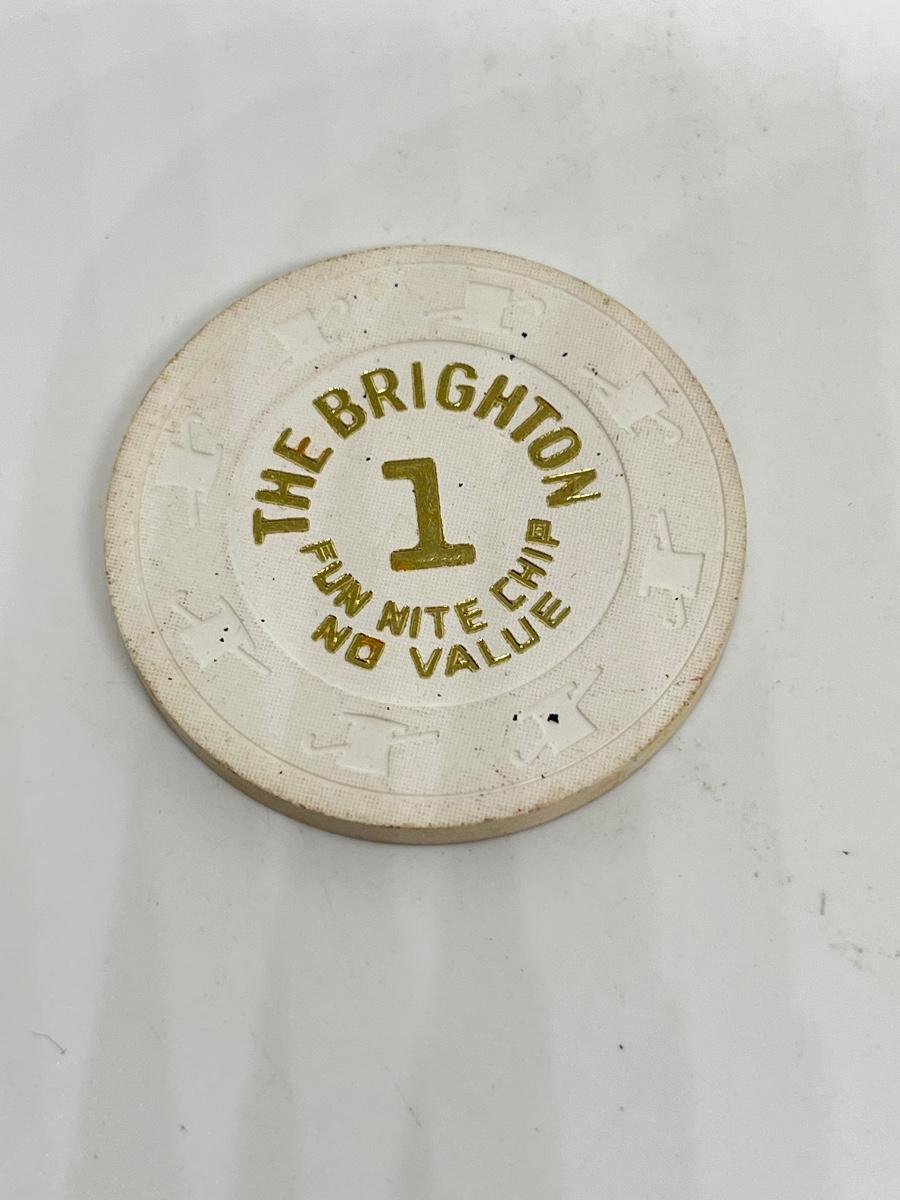 THE BRIGHTON
1
FUN NITE CHIP
NO VALUE